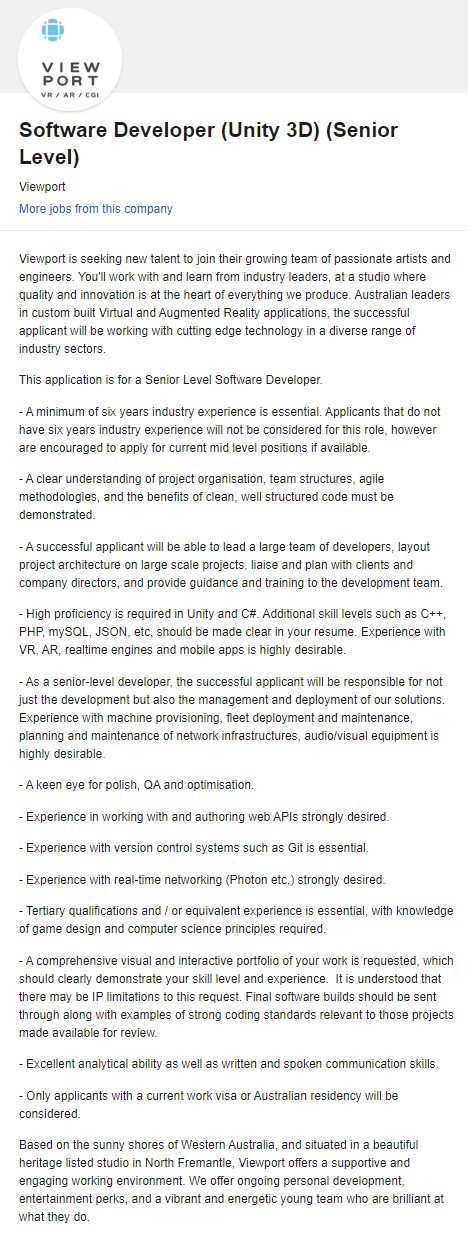 VIEW
PORT
VR / AR / CGI
Software Developer (Unity 3D) (Senior
Level)
Viewport
More jobs from this company
Viewport is seeking new talent to join their growing team of passionate artists and
engineers. You'll work with and learn from industry leaders, at a studio where
quality and innovation is at the heart of everything we produce. Australian leaders
in custom built Virtual and Augmented Reality applications, the successful
applicant will be working with cutting edge technology in a diverse range of
industry sectors.
This application is for a Senior Level Software Developer.
- A minimum of six years industry experience is essential. Applicants that do not
have six years industry experience will not be considered for this role, however
are encouraged to apply for current mid level positions if available.
- A clear understanding of project organisation, team structures, agile
methodologies, and the benefits of clean, well structured code must be
demonstrated.
- A successful applicant will be able to lead a large team of developers, layout
project architecture on large scale projects, liaise and plan with clients and
company directors, and provide guidance and training to the development team.
- High proficiency is required in Unity and C#. Additional skill levels such as C++,
PHP, mySQL, JSON, etc, should be made clear in your resume. Experience with
VR, AR, realtime engines and mobile apps is highly desirable.
- As a senior-level developer, the successful applicant will be responsible for not
just the development but also the management and deployment of our solutions.
Experience with machine provisioning, fleet deployment and maintenance,
planning and maintenance of network infrastructures, audio/visual equipment is
highly desirable.
- A keen eye for polish, QA and optimisation.
- Experience in working with and authoring web APIs strongly desired.
- Experience with version control systems such as Git is essential.
- Experience with real-time networking (Photon etc.) strongly desired.
- Tertiary qualifications and / or equivalent experience is essential, with knowledge
of game design and computer science principles required.
- A comprehensive visual and interactive portfolio of your work is requested, which
should clearly demonstrate your skill level and experience.  It is understood that
there may be IP limitations to this request. Final software builds should be sent
through along with examples of strong coding standards relevant to those projects
made available for review.
- Excellent analytical ability as well as written and spoken communication skills.
- Only applicants with a current work visa or Australian residency will be
considered.
Based on the sunny shores of Western Australia, and situated in a beautiful
heritage listed studio in North Fremantle, Viewport offers a supportive and
engaging working environment. We offer ongoing personal development,
entertainment perks, and a vibrant and energetic young team who are brilliant at
what they do.